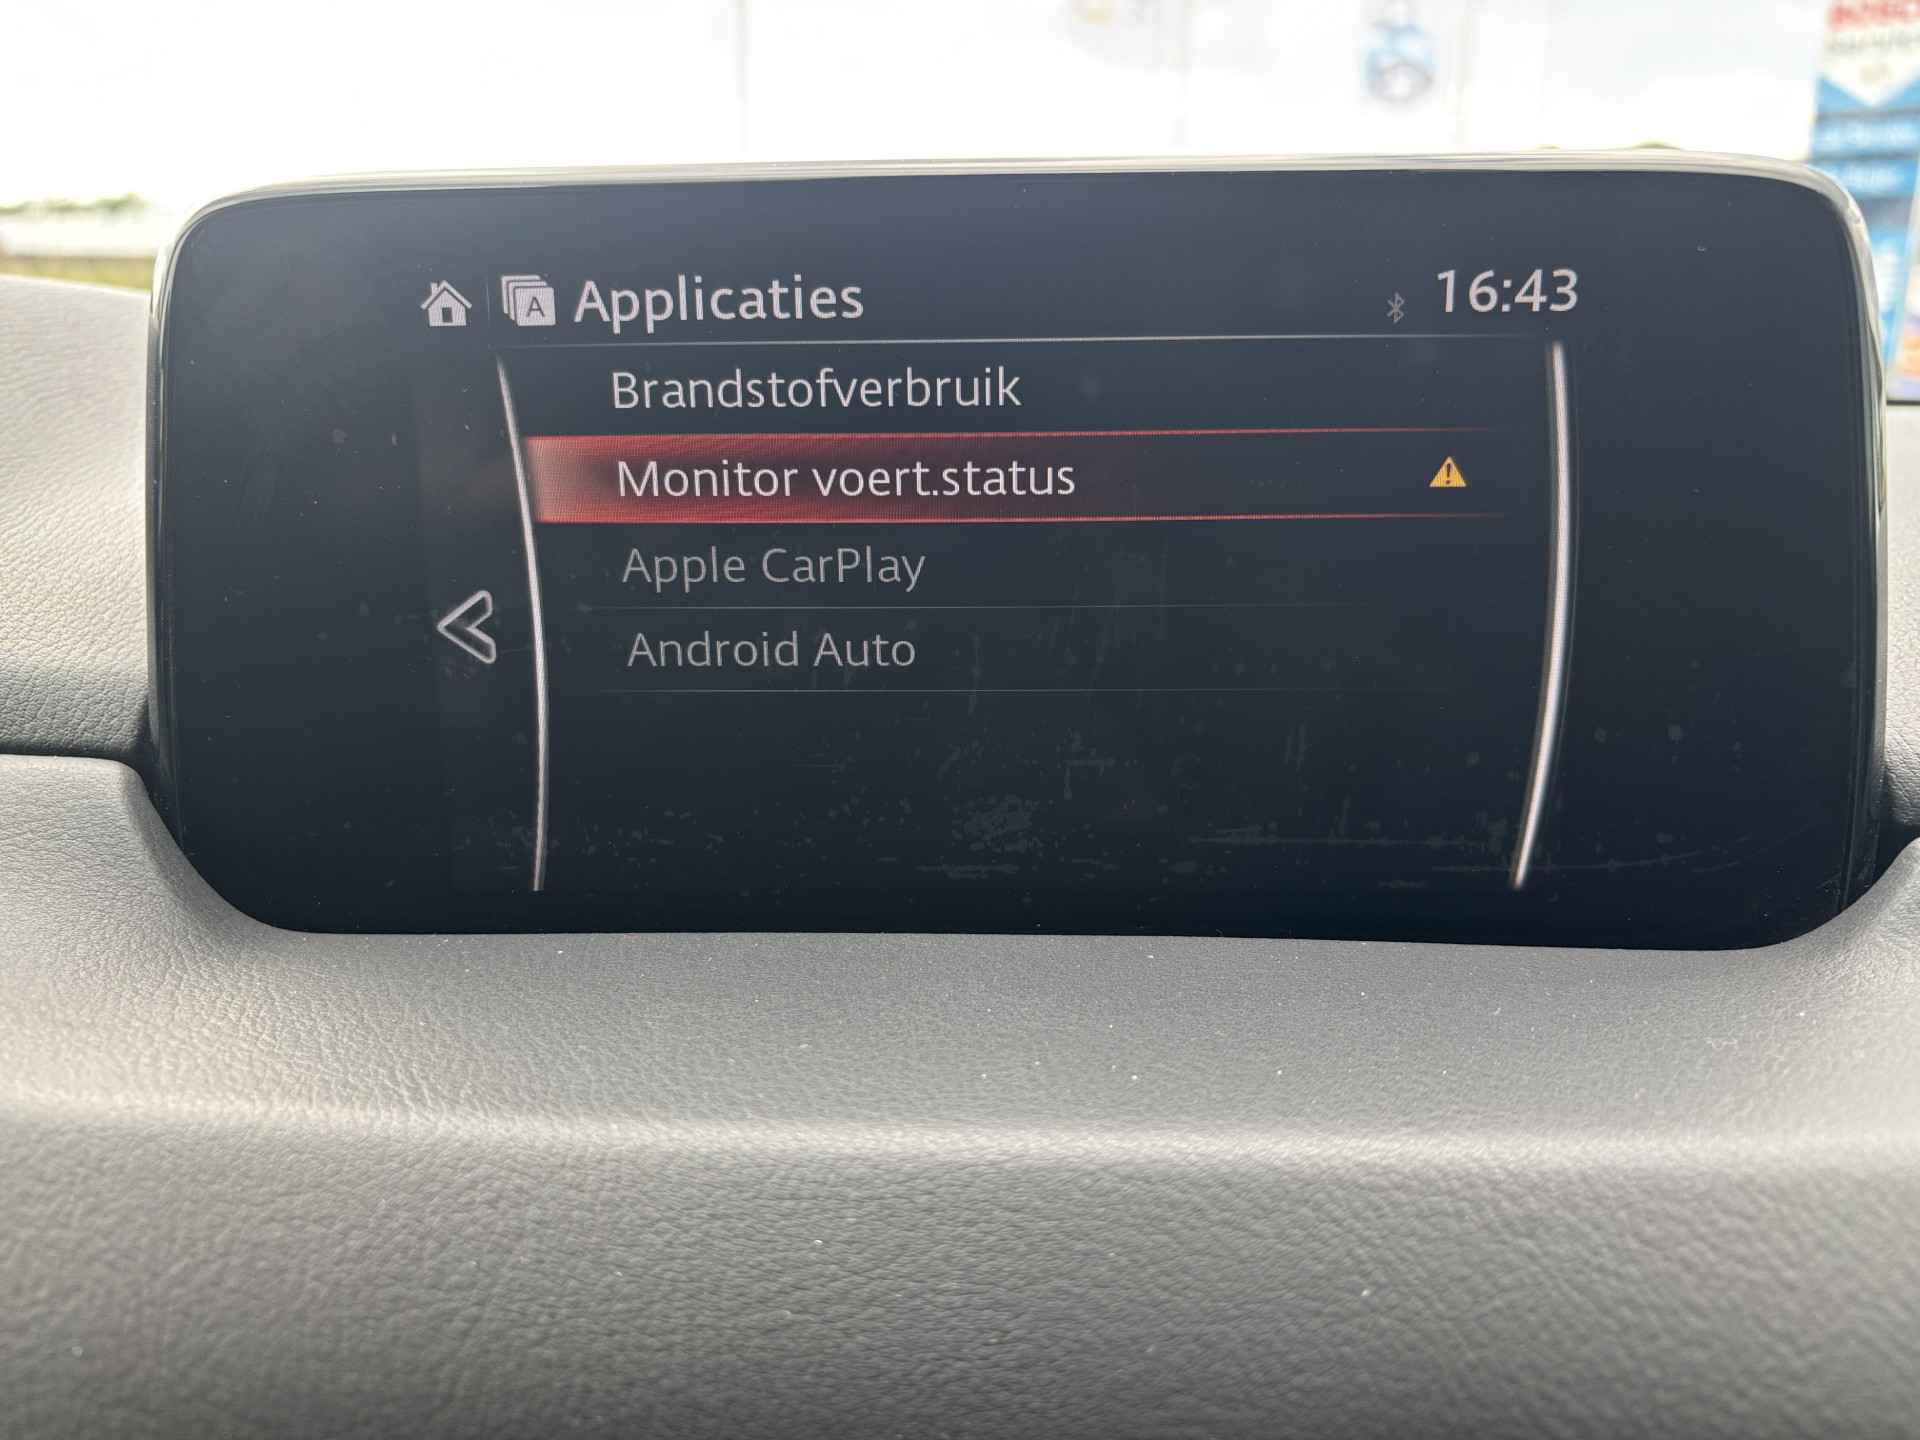 A Applicaties 16:43
Brandstofverbruik
Monitor voert.status
Apple CarPlay
Android Auto